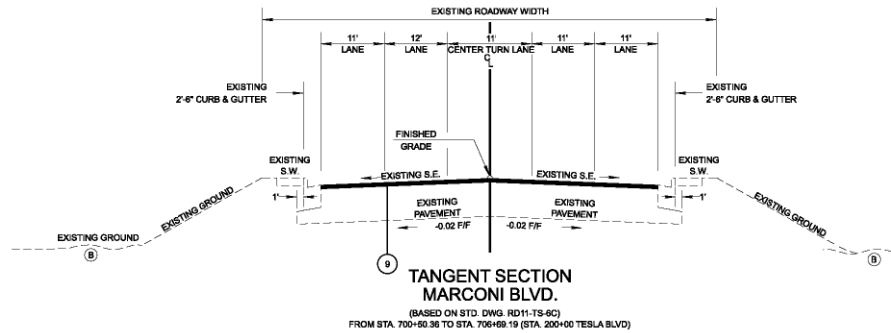 EXISTING ROADWAY WIDTH
11' 12' 11' 11' 11'
LANE LANE CENTER TURN LANE LANE LANE
C
L
EXISTING
2'-6" CURB & GUTTER
EXISTING
2'-6" CURB & GUTTER
FINISHED
GRADE
EXISTING
S.W.
EXISTING S.E.
EXISTING S.E.
EXISTING
S.W.
1'
1'
EXISTING GROUND
EXISTING GROUND
EXISTING
PAVEMENT
EXISTING
PAVEMENT
-0.02 F/F
-0.02 F/F
EXISTING GROUND
B
B
9
TANGENT SECTION
MARCONI BLVD.
(BASED ON STD. DWG. RD11-TS-6C)
FROM STA. 700+50.36 TO STA. 706+69.19 (STA. 200+00 TESLA BLVD)